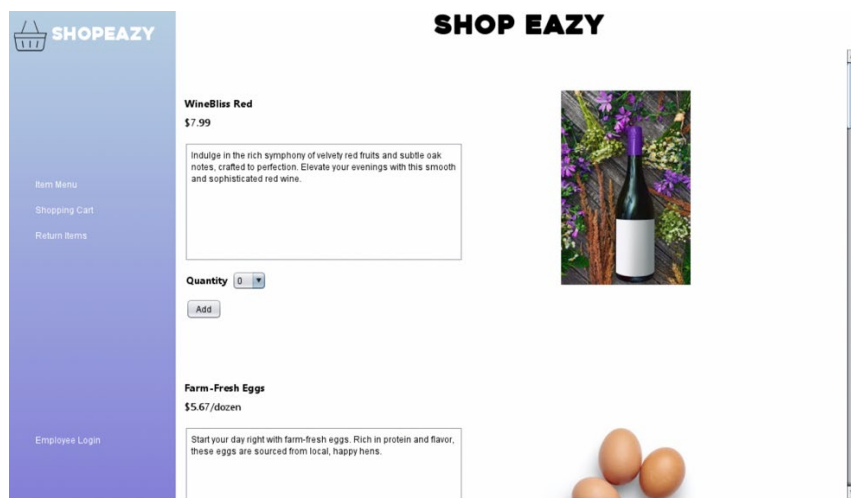 SHOPEAZY
SHOP EAZY
Item Menu
Shopping Cart
Return Items
Employee Login
WineBliss Red
$7.99
Indulge in the rich symphony of velvety red fruits and subtle oak
notes, crafted to perfection. Elevate your evenings with this smooth
and sophisticated red wine.
Quantity 0
Add
Farm-Fresh Eggs
$5.67/dozen
Start your day right with farm-fresh eggs. Rich in protein and flavor,
these eggs are sourced from local, happy hens.